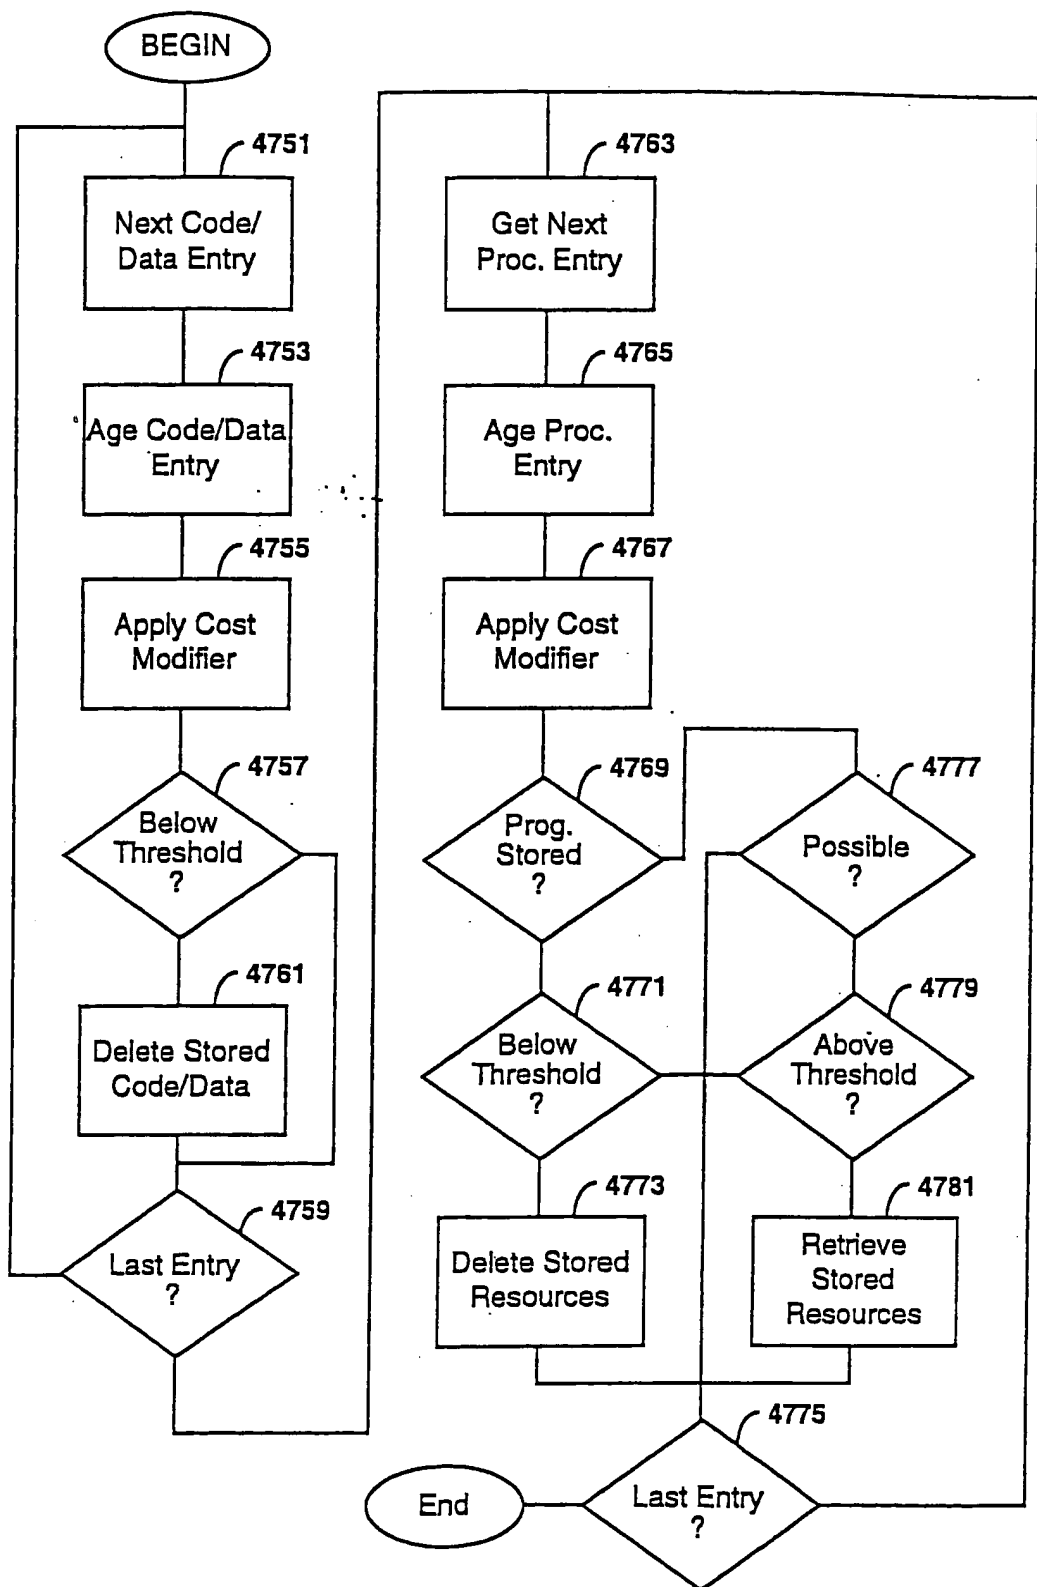 BEGIN
4751
Next Code/
Data Entry
4753
Age Code/Data
Entry
4755
Apply Cost
Modifier
4757
Below
Threshold
?
4761
Delete Stored
Code/Data
4759
Last Entry
?
4763
Get Next
Proc. Entry
4765
Age Proc.
Entry
4767
Apply Cost
Modifier
4769
Prog.
Stored
?
4777
Possible
?
4771
Below
Threshold
?
4779
Above
Threshold
?
4773
Delete Stored
Resources
4781
Retrieve
Stored
Resources
4775
Last Entry
?
End